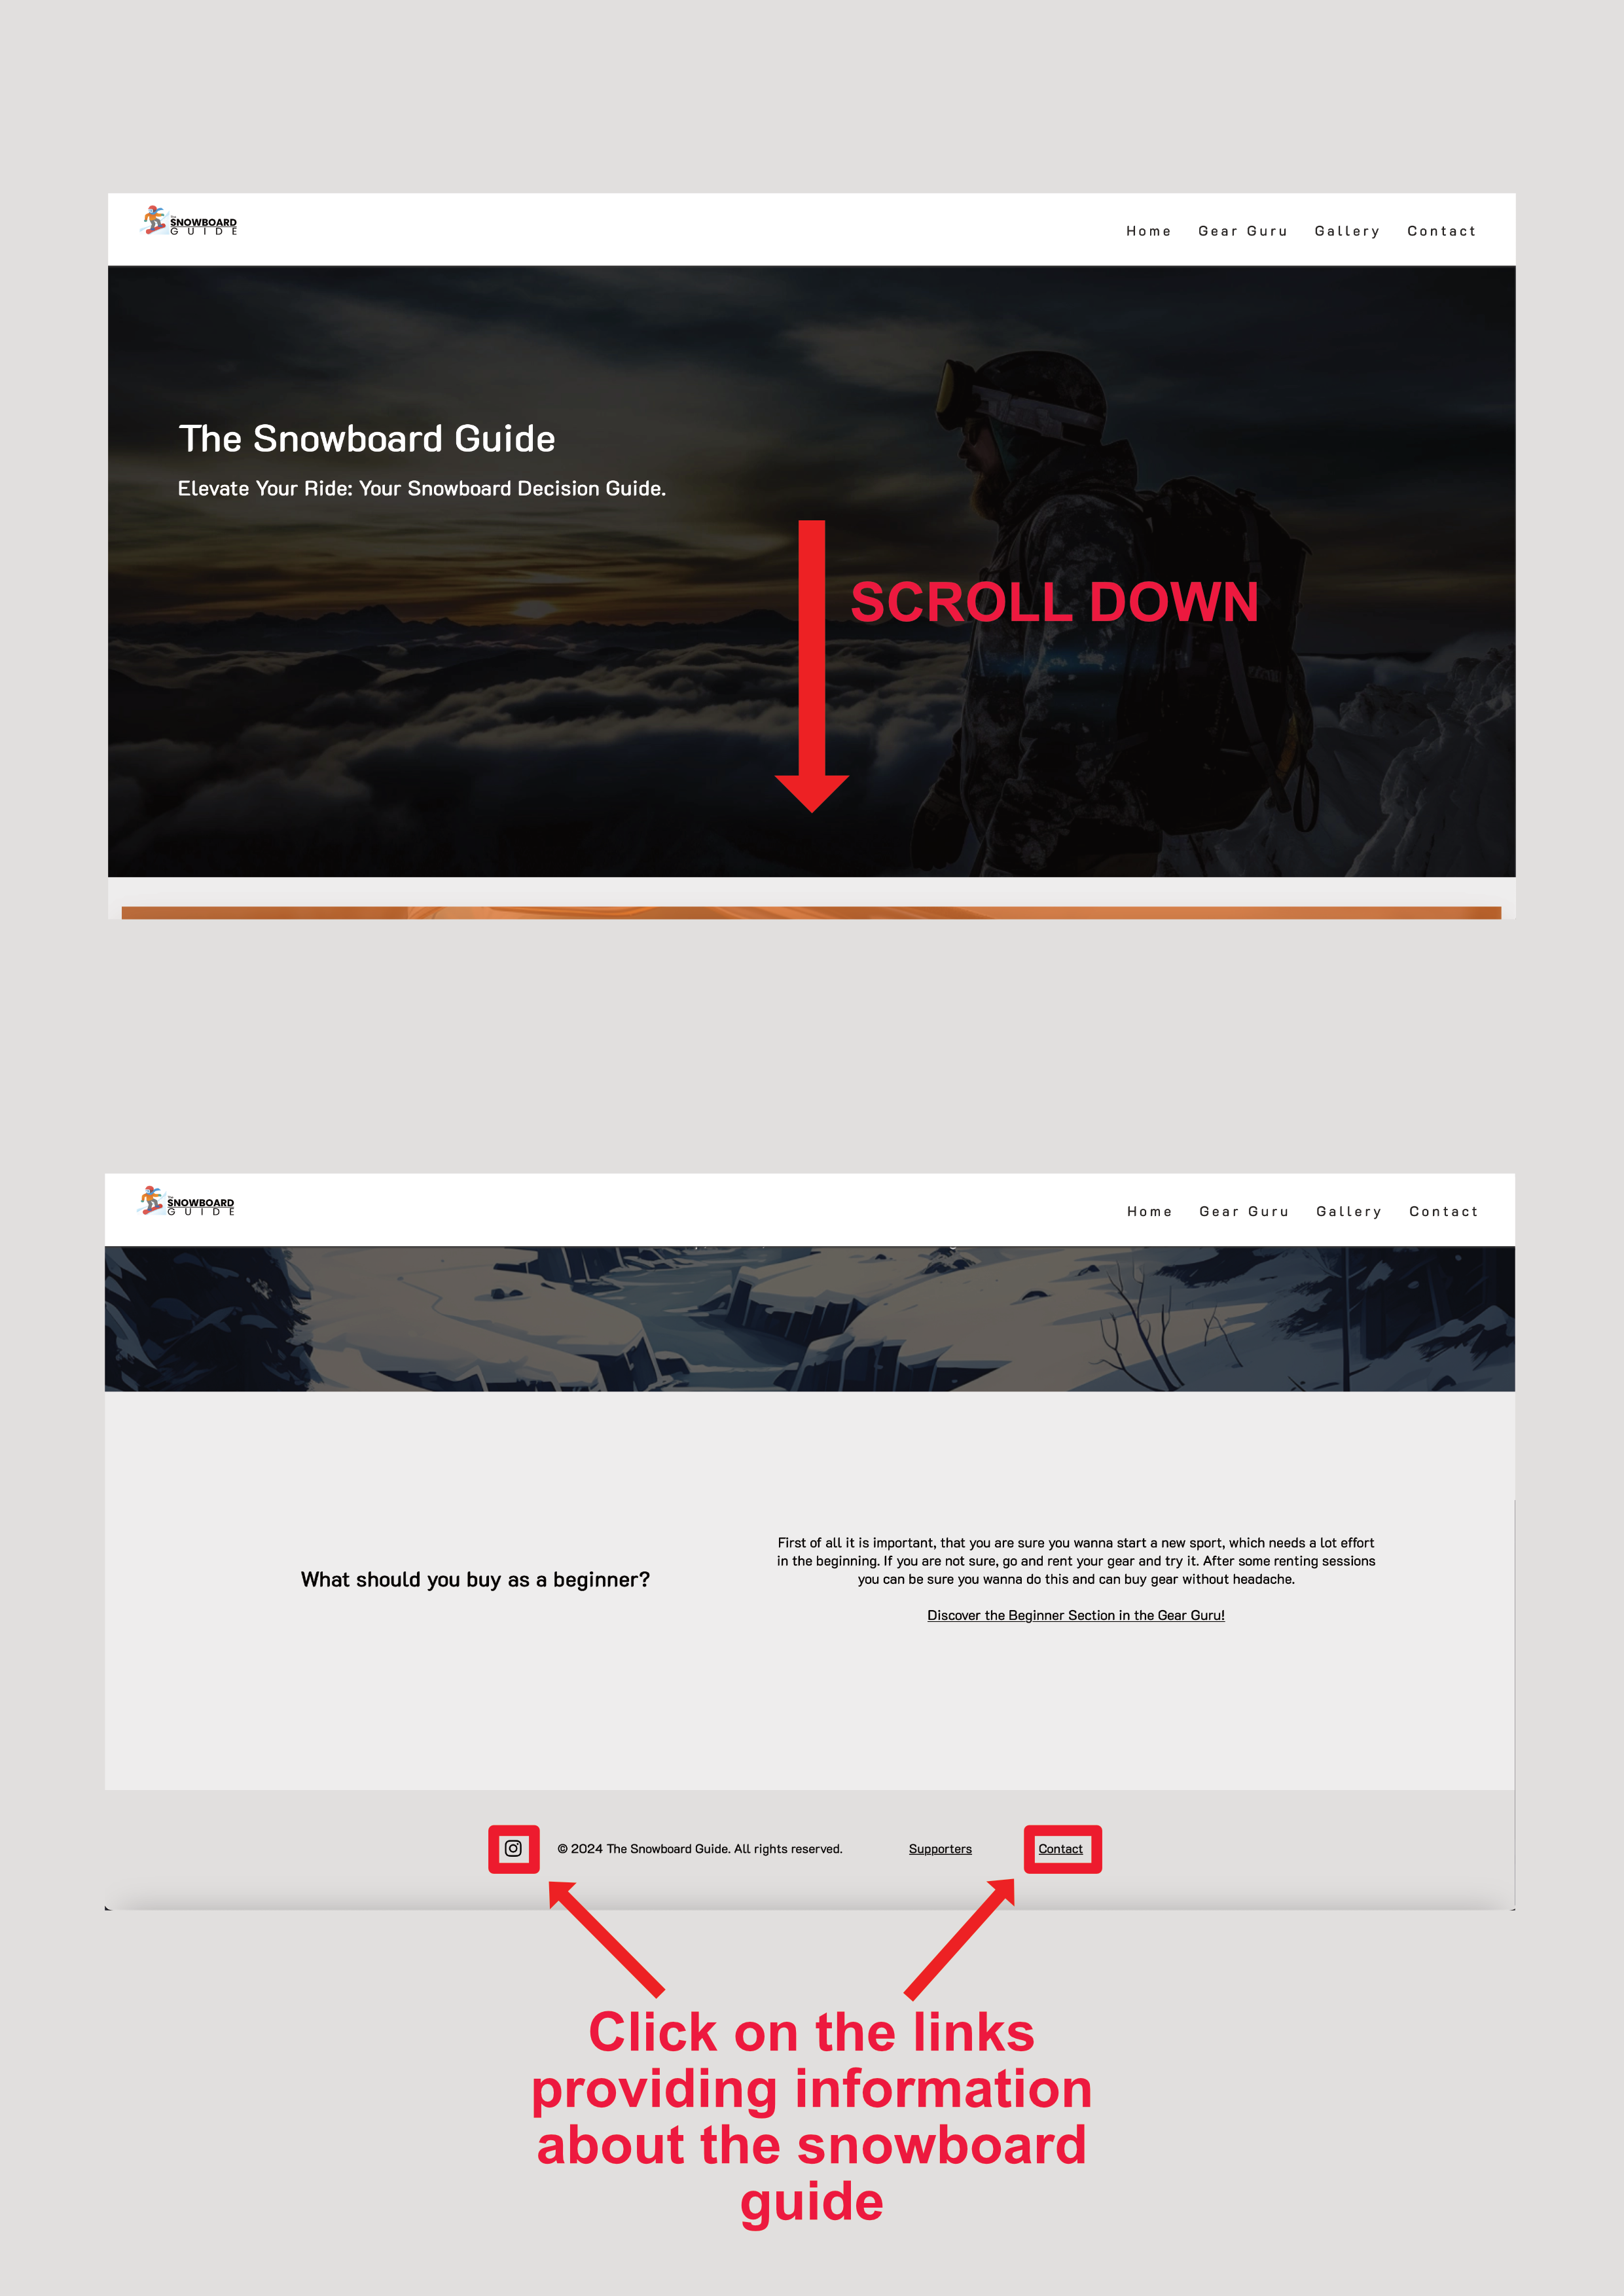 The
SNOWBOARD
GUIDE
Home Gear Guru Gallery Contact
The Snowboard Guide
Elevate Your Ride: Your Snowboard Decision Guide.
SCROLL DOWN
The
SNOWBOARD
GUIDE
Home Gear Guru Gallery Contact
What should you buy as a beginner?
First of all it is important, that you are sure you wanna start a new sport, which needs a lot effort
in the beginning. If you are not sure, go and rent your gear and try it. After some renting sessions
you can be sure you wanna do this and can buy gear without headache.
Discover the Beginner Section in the Gear Guru!
© 2024 The Snowboard Guide. All rights reserved. Supporters Contact
Click on the links
providing information
about the snowboard
guide